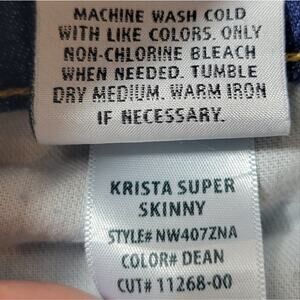 MACHINE WASH COLD
WITH LIKE COLORS. ONLY
NON-CHLORINE BLEACH
WHEN NEEDED. TUMBLE
DRY MEDIUM. WARM IRON
IF NECESSARY.
KRISTA SUPER
SKINNY
STYLE# NW407ZNA
COLOR# DEAN
CUT# 11268-00